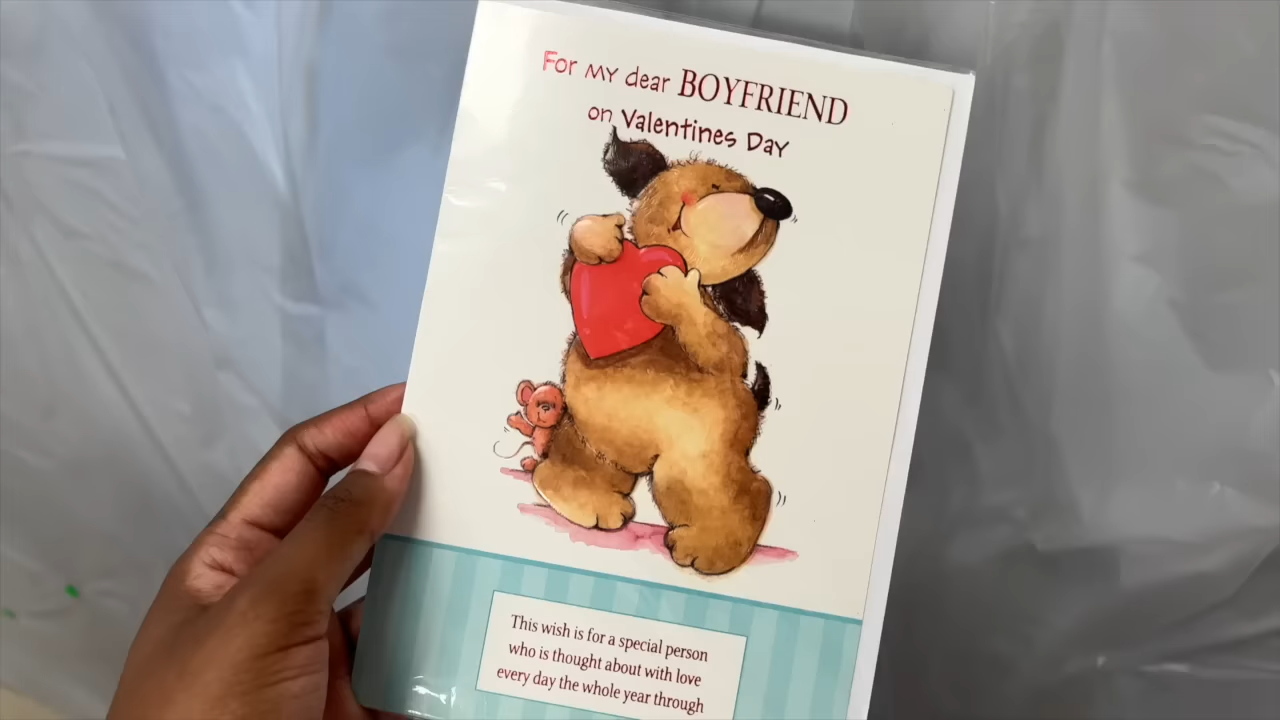 For my dear BOYFRIEND
on Valentines Day
This wish is for a special person
who is thought about with love
every day the whole year through